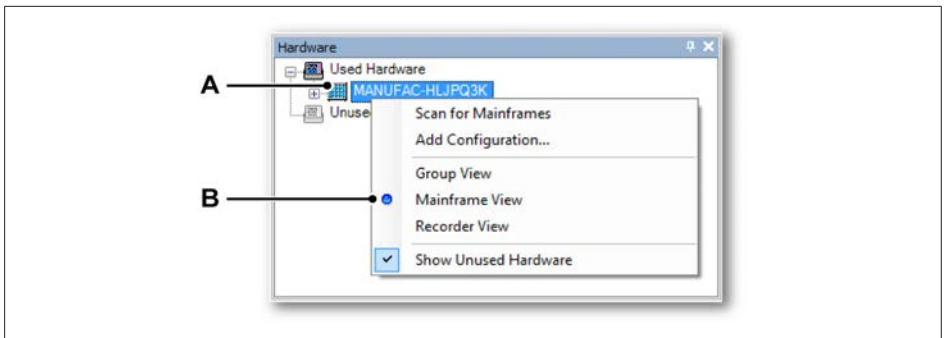 Hardware
Used Hardware
A
MANUFAC-HLJPQ3K
Unuse
Scan for Mainframes
Add Configuration...
Group View
B
Mainframe View
Recorder View
Show Unused Hardware